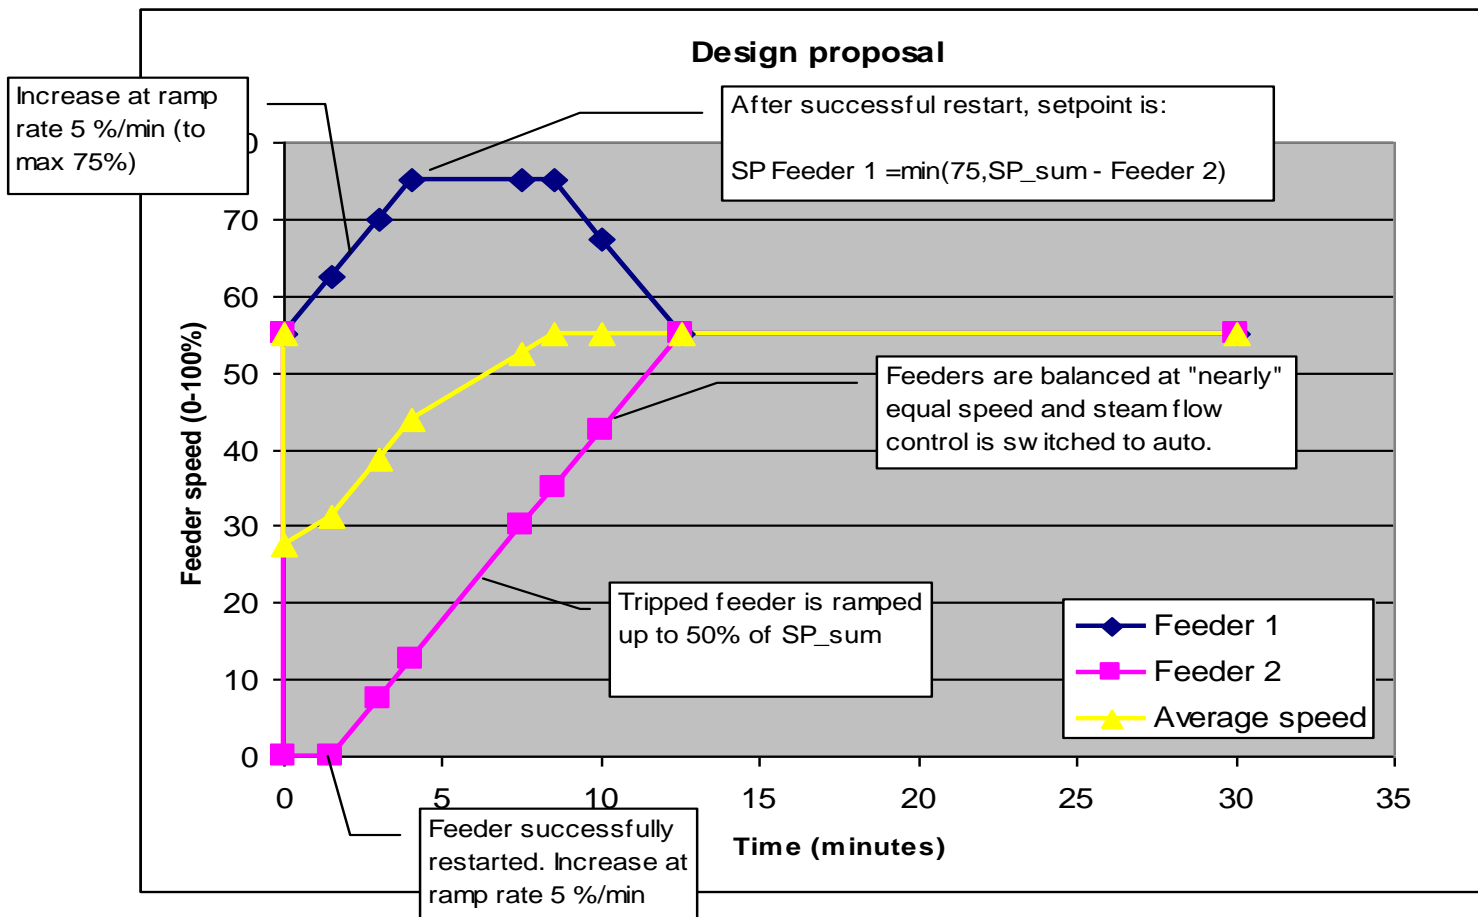 Design proposal
Increase at ramp
rate 5 %/min (to
max 75%)
After successful restart, setpoint is:
SP Feeder 1 =min(75,SP_sum - Feeder 2)
0
70
60
50
40
30
20
10
0
Feeder speed (0-100%)
Feeders are balanced at "nearly"
equal speed and steam flow
control is switched to auto.
Tripped feeder is ramped
up to 50% of SP_sum
Feeder 1
Feeder 2
Average speed
0 5 10 15 20 25 30 35
Time (minutes)
Feeder successfully
restarted. Increase at
ramp rate 5 %/min